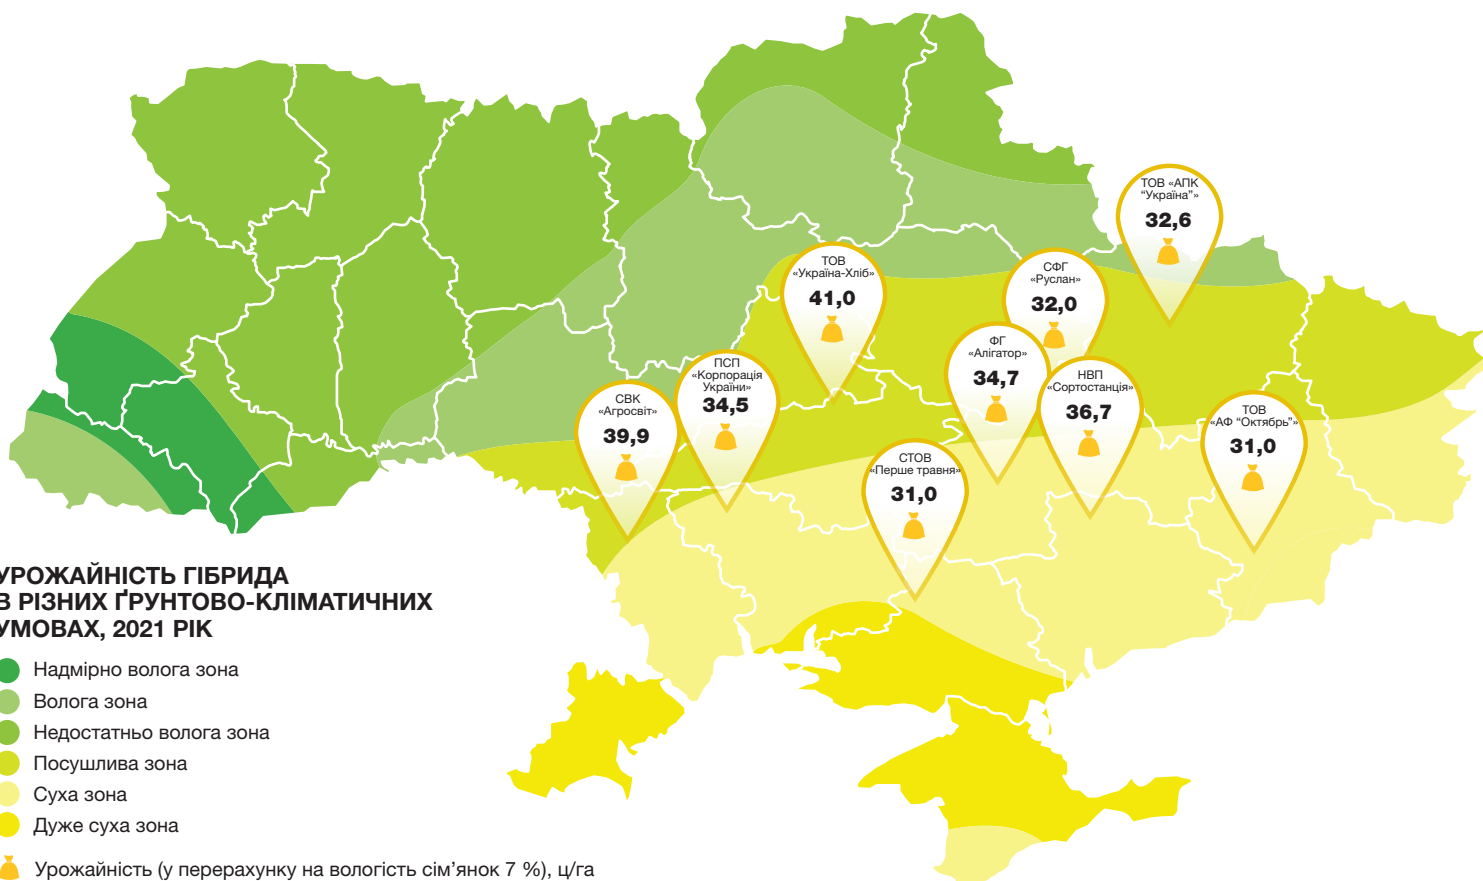 ТОВ «АПК
“Україна”»
32,6
ТОВ
«Україна-Хліб»
41,0
СФГ
«Руслан»
32,0
ФГ
«Алігатор»
34,7
ПСП
«Корпорація
України»
34,5
НВП
«Сортостанція»
36,7
СВК
«Агросвіт»
39,9
ТОВ
«АФ “Октябрь”»
31,0
СТОВ
«Перше травня»
31,0
УРОЖАЙНІСТЬ ГІБРИДА
В РІЗНИХ ҐРУНТОВО-КЛІМАТИЧНИХ
УМОВАХ, 2021 РІК
Надмірно волога зона
Волога зона
Недостатньо волога зона
Посушлива зона
Суха зона
Дуже суха зона
Урожайність (у перерахунку на вологість сім’янок 7 %), ц/га